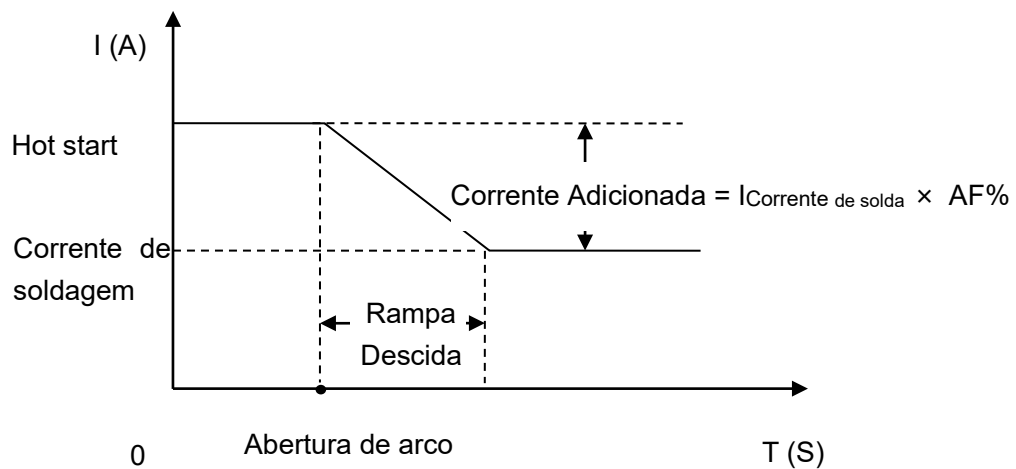 I (A)
Hot start
Corrente Adicionada = ICorrente de solda × AF%
Corrente de
soldagem
Rampa
Descida
0
Abertura de arco
T (S)